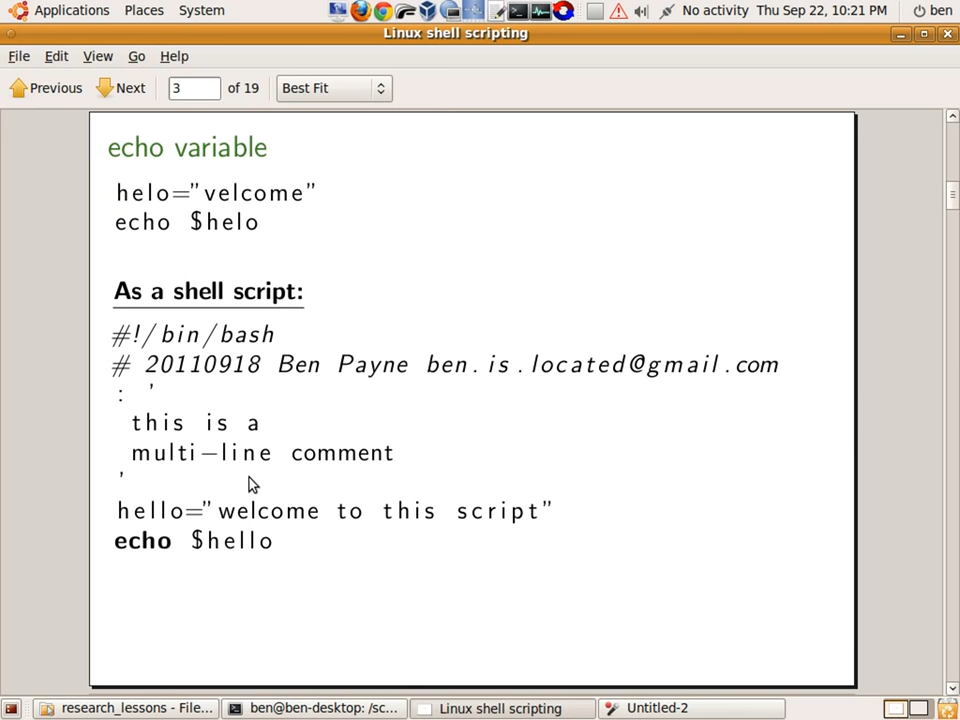 Applications Places System No activity Thu Sep 22, 10:21 PM ben
Linux shell scripting
File Edit View Go Help
Previous Next 3 of 19 Best Fit
echo variable
helo="velcome"
echo $helo
As a shell script:
#!/bin/bash
# 20110918 Ben Payne ben.is.located@gmail.com
: '
this is a
multi-line comment
'
hello="welcome to this script"
echo $hello
research_lessons - File... ben@ben-desktop: /sc... Linux shell scripting Untitled-2